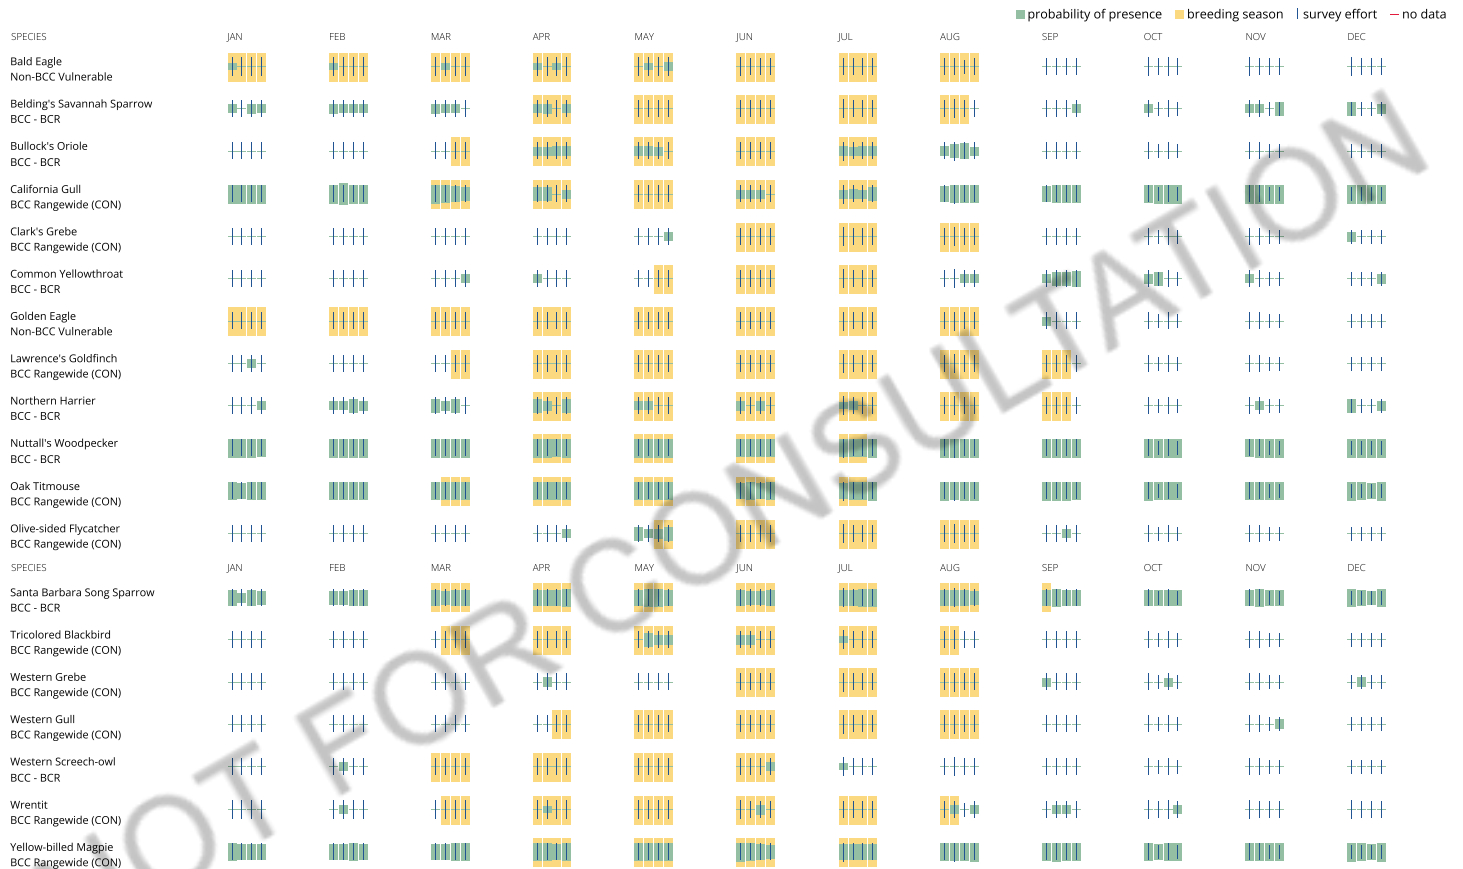 probability of presence breeding season survey effort no data
SPECIES JAN FEB MAR APR MAY JUN JUL AUG SEP OCT NOV DEC
Bald Eagle
Non-BCC Vulnerable
Belding's Savannah Sparrow
BCC - BCR
Bullock's Oriole
BCC - BCR
California Gull
BCC Rangewide (CON)
Clark's Grebe
BCC Rangewide (CON)
Common Yellowthroat
BCC - BCR
Golden Eagle
Non-BCC Vulnerable
Lawrence's Goldfinch
BCC Rangewide (CON)
Northern Harrier
BCC - BCR
Nuttall's Woodpecker
BCC - BCR
Oak Titmouse
BCC Rangewide (CON)
Olive-sided Flycatcher
BCC Rangewide (CON)
SPECIES JAN FEB MAR APR MAY JUN JUL AUG SEP OCT NOV DEC
Santa Barbara Song Sparrow
BCC - BCR
Tricolored Blackbird
BCC Rangewide (CON)
Western Grebe
BCC Rangewide (CON)
Western Gull
BCC Rangewide (CON)
Western Screech-owl
BCC - BCR
Wrentit
BCC Rangewide (CON)
Yellow-billed Magpie
BCC Rangewide (CON)
NOT FOR CONSULTATION